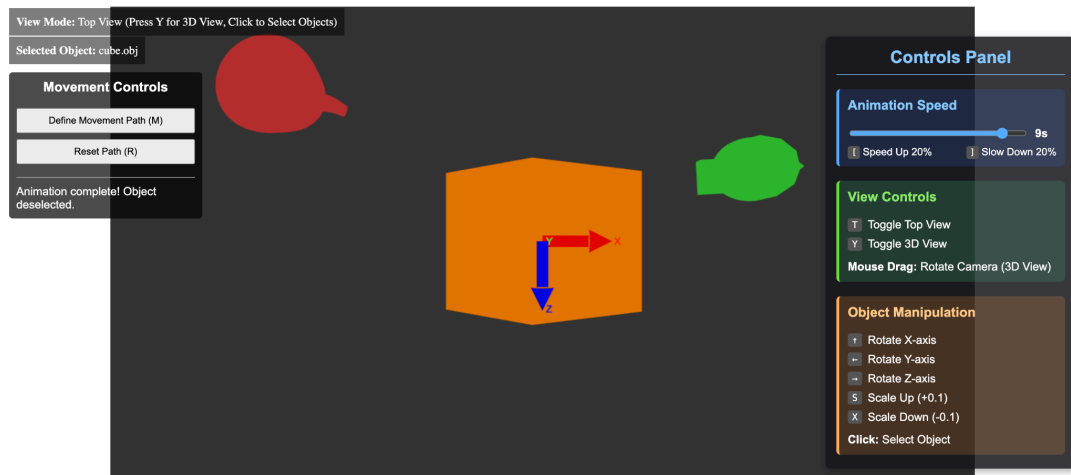 View Mode: Top View (Press Y for 3D View, Click to Select Objects)
Selected Object: cube.obj
Movement Controls
Define Movement Path (M)
Reset Path (R)
Animation complete! Object
deselected.
Y
X
Z
Controls Panel
Animation Speed
9s
[ Speed Up 20% ] Slow Down 20%
View Controls
T Toggle Top View
Y Toggle 3D View
Mouse Drag: Rotate Camera (3D View)
Object Manipulation
↑ Rotate X-axis
← Rotate Y-axis
→ Rotate Z-axis
S Scale Up (+0.1)
X Scale Down (-0.1)
Click: Select Object